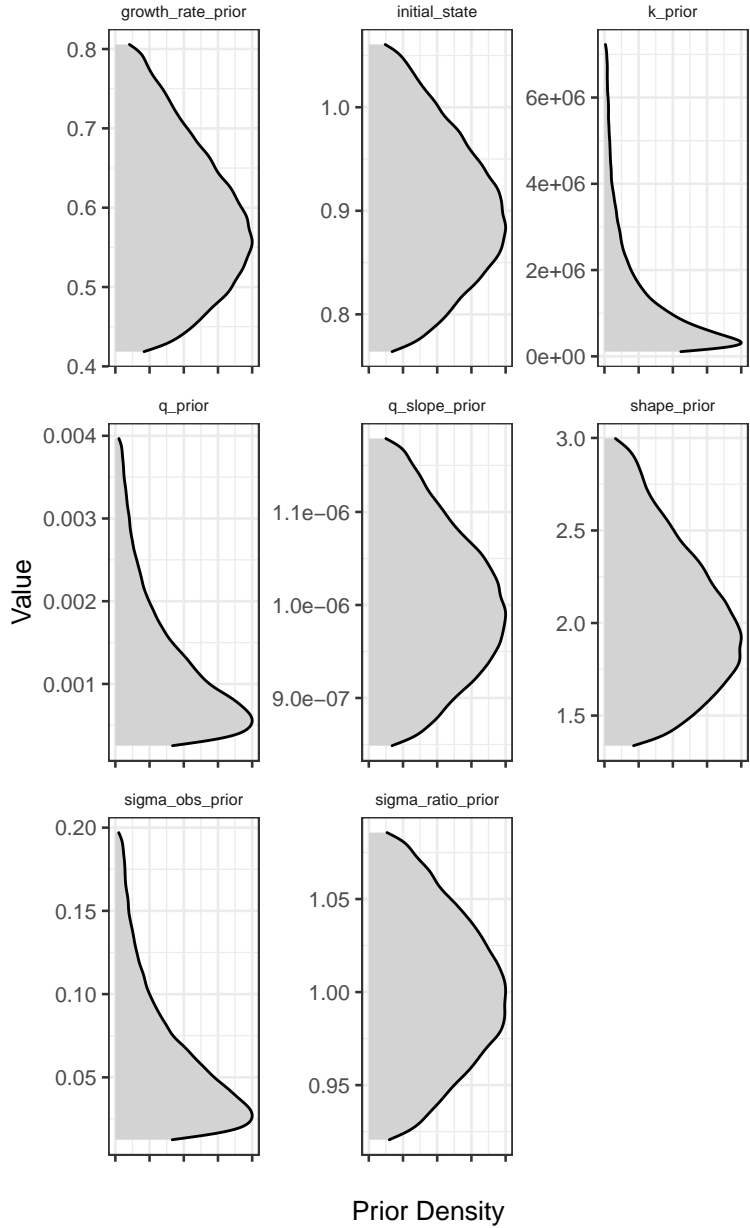 growth_rate_prior
initial_state
k_prior
0.8
0.7
0.6
0.5
0.4
1.0
0.9
0.8
6e+06
4e+06
2e+06
0e+00
q_prior
q_slope_prior
shape_prior
0.004
0.003
0.002
0.001
1.1e−06
1.0e−06
9.0e−07
3.0
2.5
2.0
1.5
Value
sigma_obs_prior
sigma_ratio_prior
0.20
0.15
0.10
0.05
1.05
1.00
0.95
Prior Density